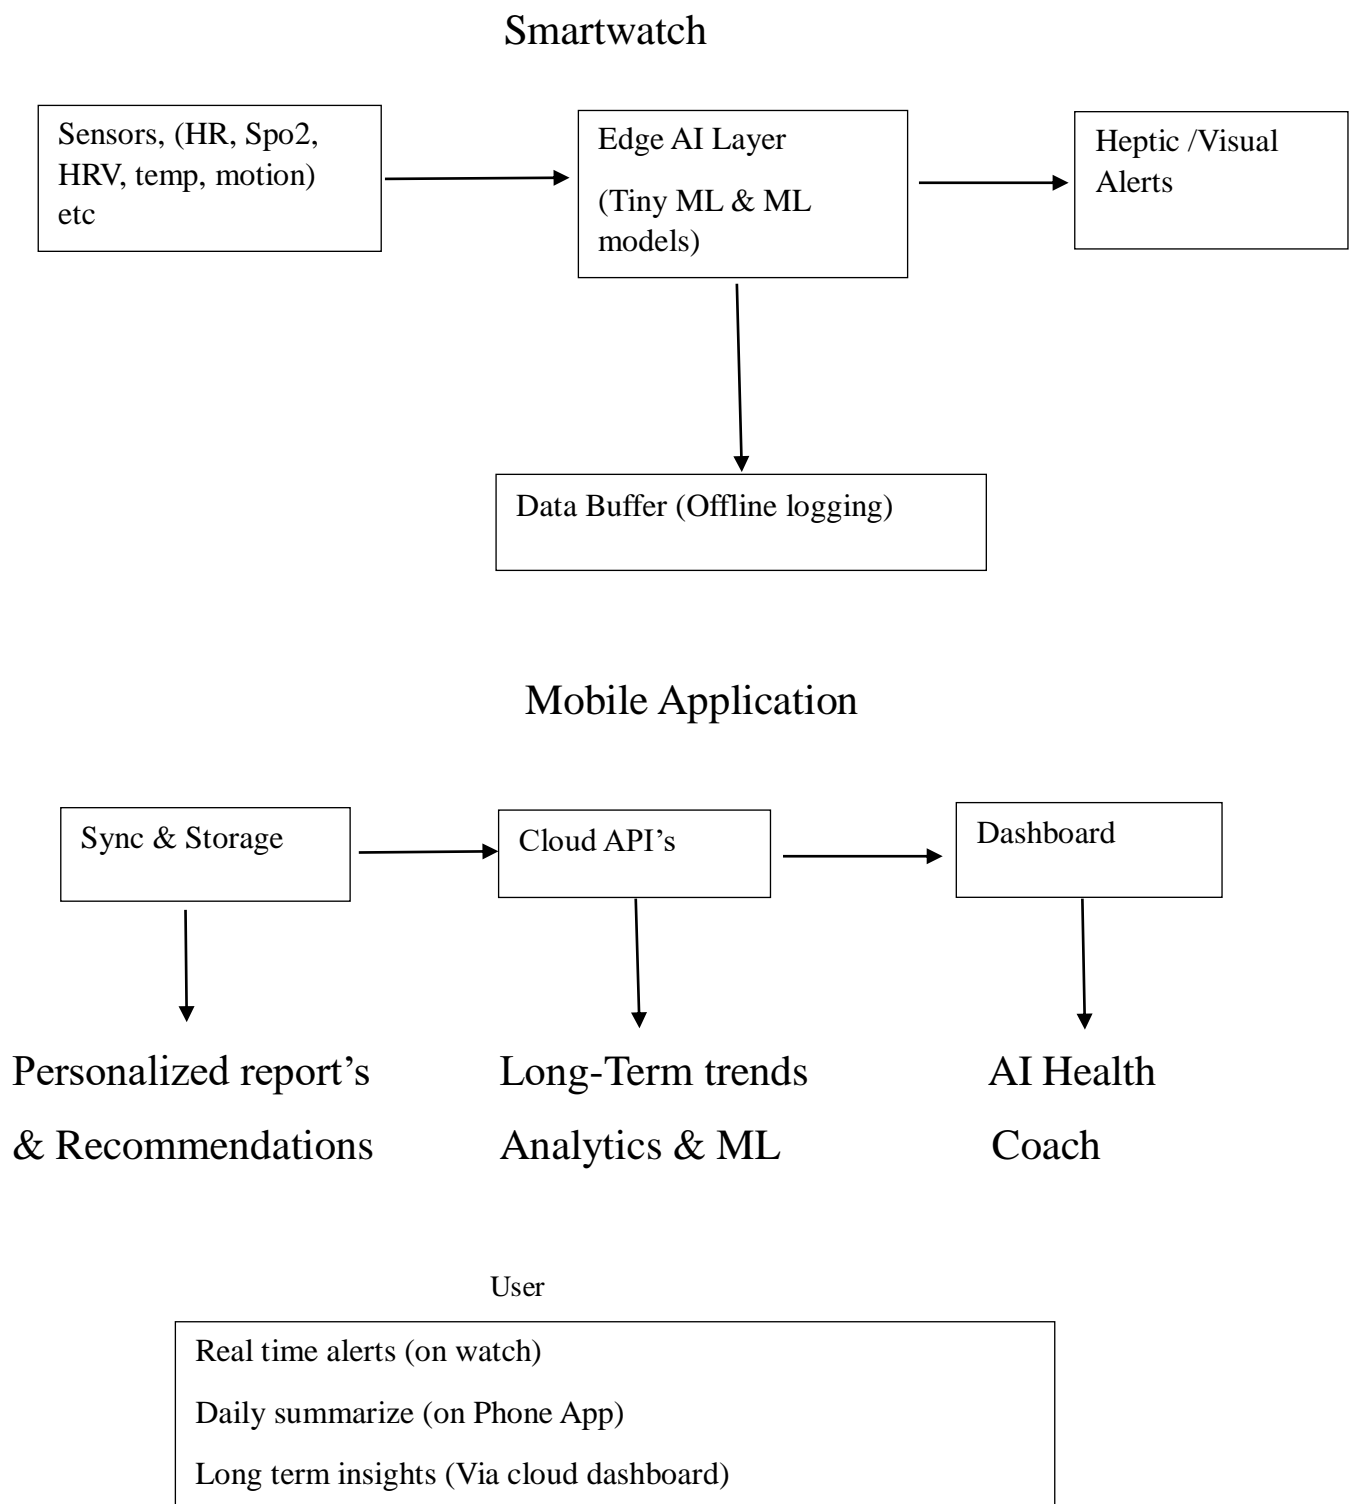 Smartwatch
Sensors, (HR, Spo2,
HRV, temp, motion)
etc
Edge AI Layer
(Tiny ML & ML
models)
Heptic /Visual
Alerts
Data Buffer (Offline logging)
Mobile Application
Sync & Storage
Cloud API’s
Dashboard
Personalized report’s
& Recommendations
Long-Term trends
Analytics & ML
AI Health
Coach
User
Real time alerts (on watch)
Daily summarize (on Phone App)
Long term insights (Via cloud dashboard)